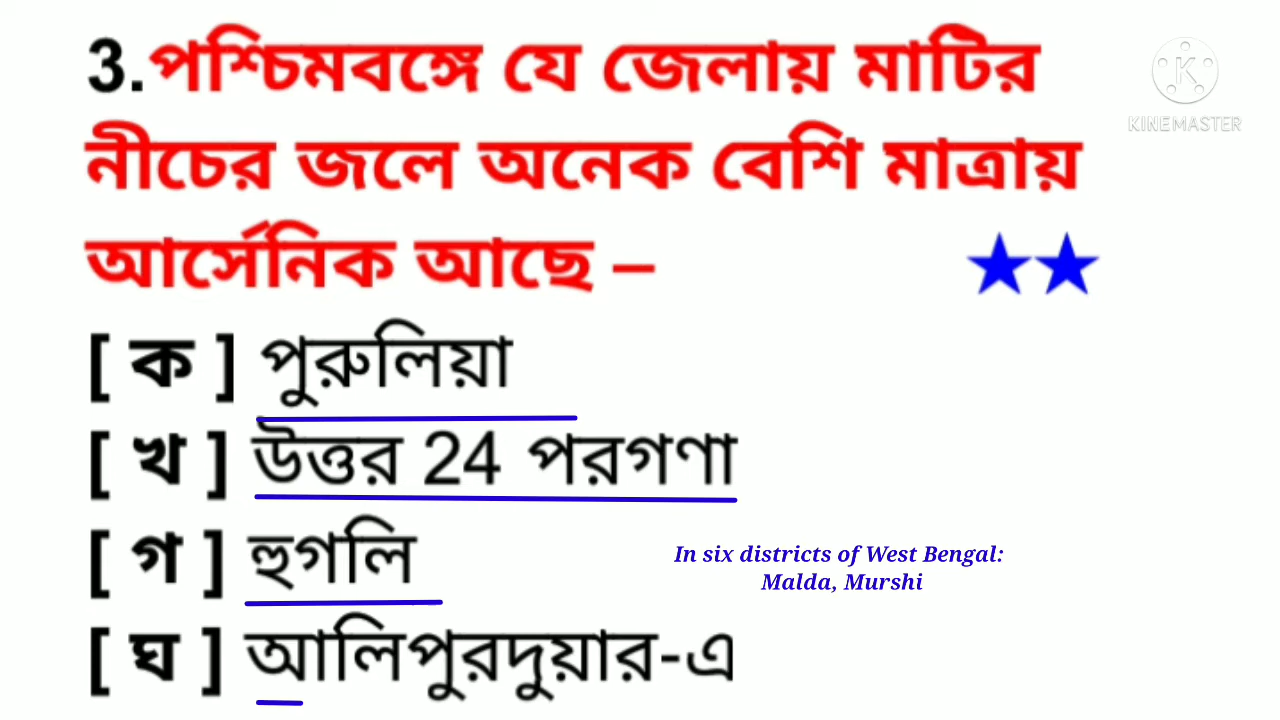 3.পশ্চিমবঙ্গে যে জেলায় মাটির
নীচের জলে অনেক বেশি মাত্রায়
আর্সেনিক আছে –
[ ক ] পুরুলিয়া
[ খ ] উত্তর 24 পরগণা
[ গ ] হুগলি
[ ঘ ] আলিপুরদুয়ার-এ
In six districts of West Bengal:
Malda, Murshi
KINEMASTER